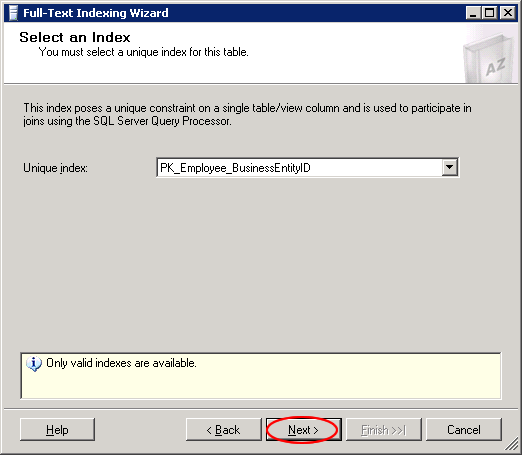 Full-Text Indexing Wizard
Select an Index
You must select a unique index for this table.
AZ
This index poses a unique constraint on a single table/view column and is used to participate in
joins using the SQL Server Query Processor.
Unique index:
PK_Employee_BusinessEntityID
Only valid indexes are available.
Help
< Back
Next >
Finish >>|
Cancel